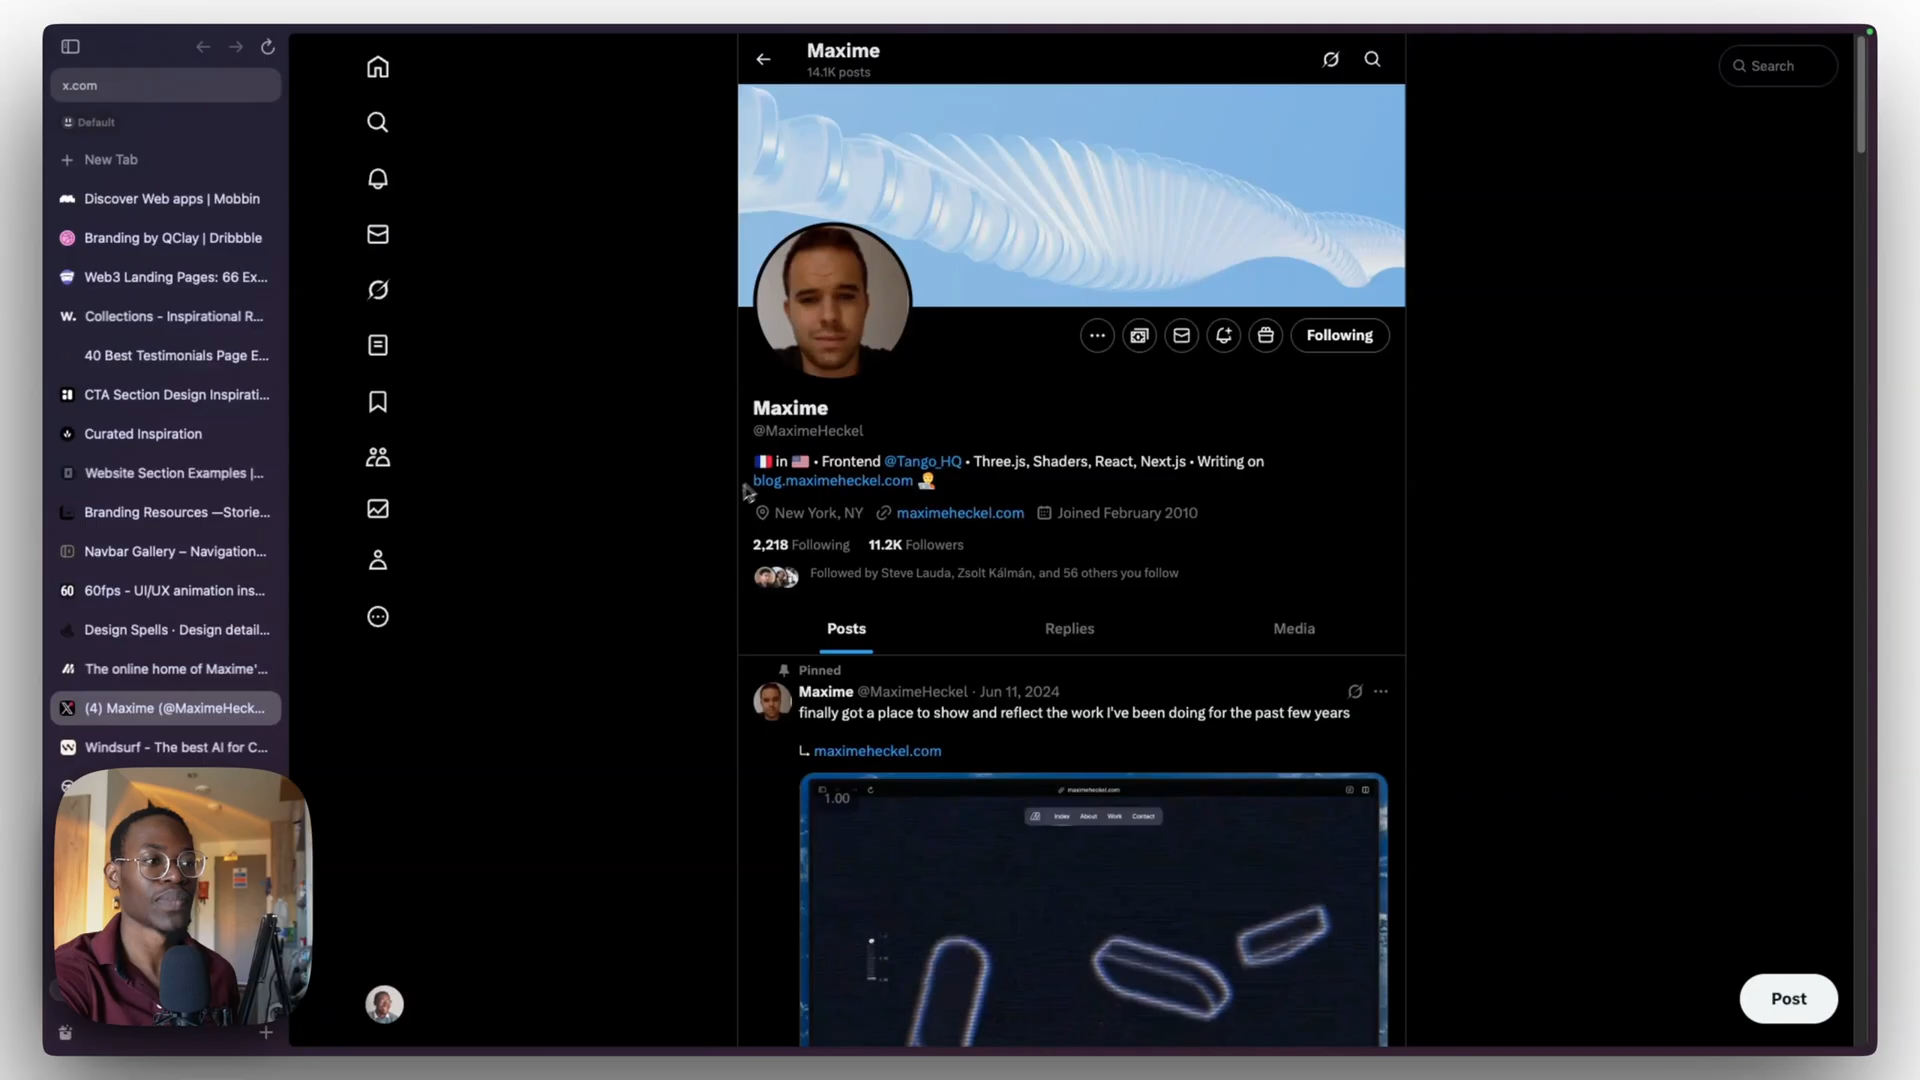 x.com
Default
New Tab
Discover Web apps | Mobbin
Branding by QClay | Dribbble
Web3 Landing Pages: 66 Ex...
W. Collections - Inspirational R...
40 Best Testimonials Page E...
CTA Section Design Inspirati...
Curated Inspiration
Website Section Examples |...
Branding Resources —Storie...
Navbar Gallery – Navigation...
60 60fps - UI/UX animation ins...
Design Spells · Design detail...
The online home of Maxime'...
(4) Maxime (@MaximeHeck...
Windsurf - The best AI for C...
Maxime
14.1K posts
Search
Following
Maxime
@MaximeHeckel
🇫🇷 in 🇺🇸 • Frontend @Tango_HQ • Three.js, Shaders, React, Next.js • Writing on
blog.maximeheckel.com
New York, NY maximeheckel.com Joined February 2010
2,218 Following 11.2K Followers
Followed by Steve Lauda, Zsolt Kálmán, and 56 others you follow
Posts Replies Media
Pinned
Maxime @MaximeHeckel · Jun 11, 2024
finally got a place to show and reflect the work I've been doing for the past few years
maximeheckel.com
1.00
maximeheckel.com
Index About Work Contact
Post